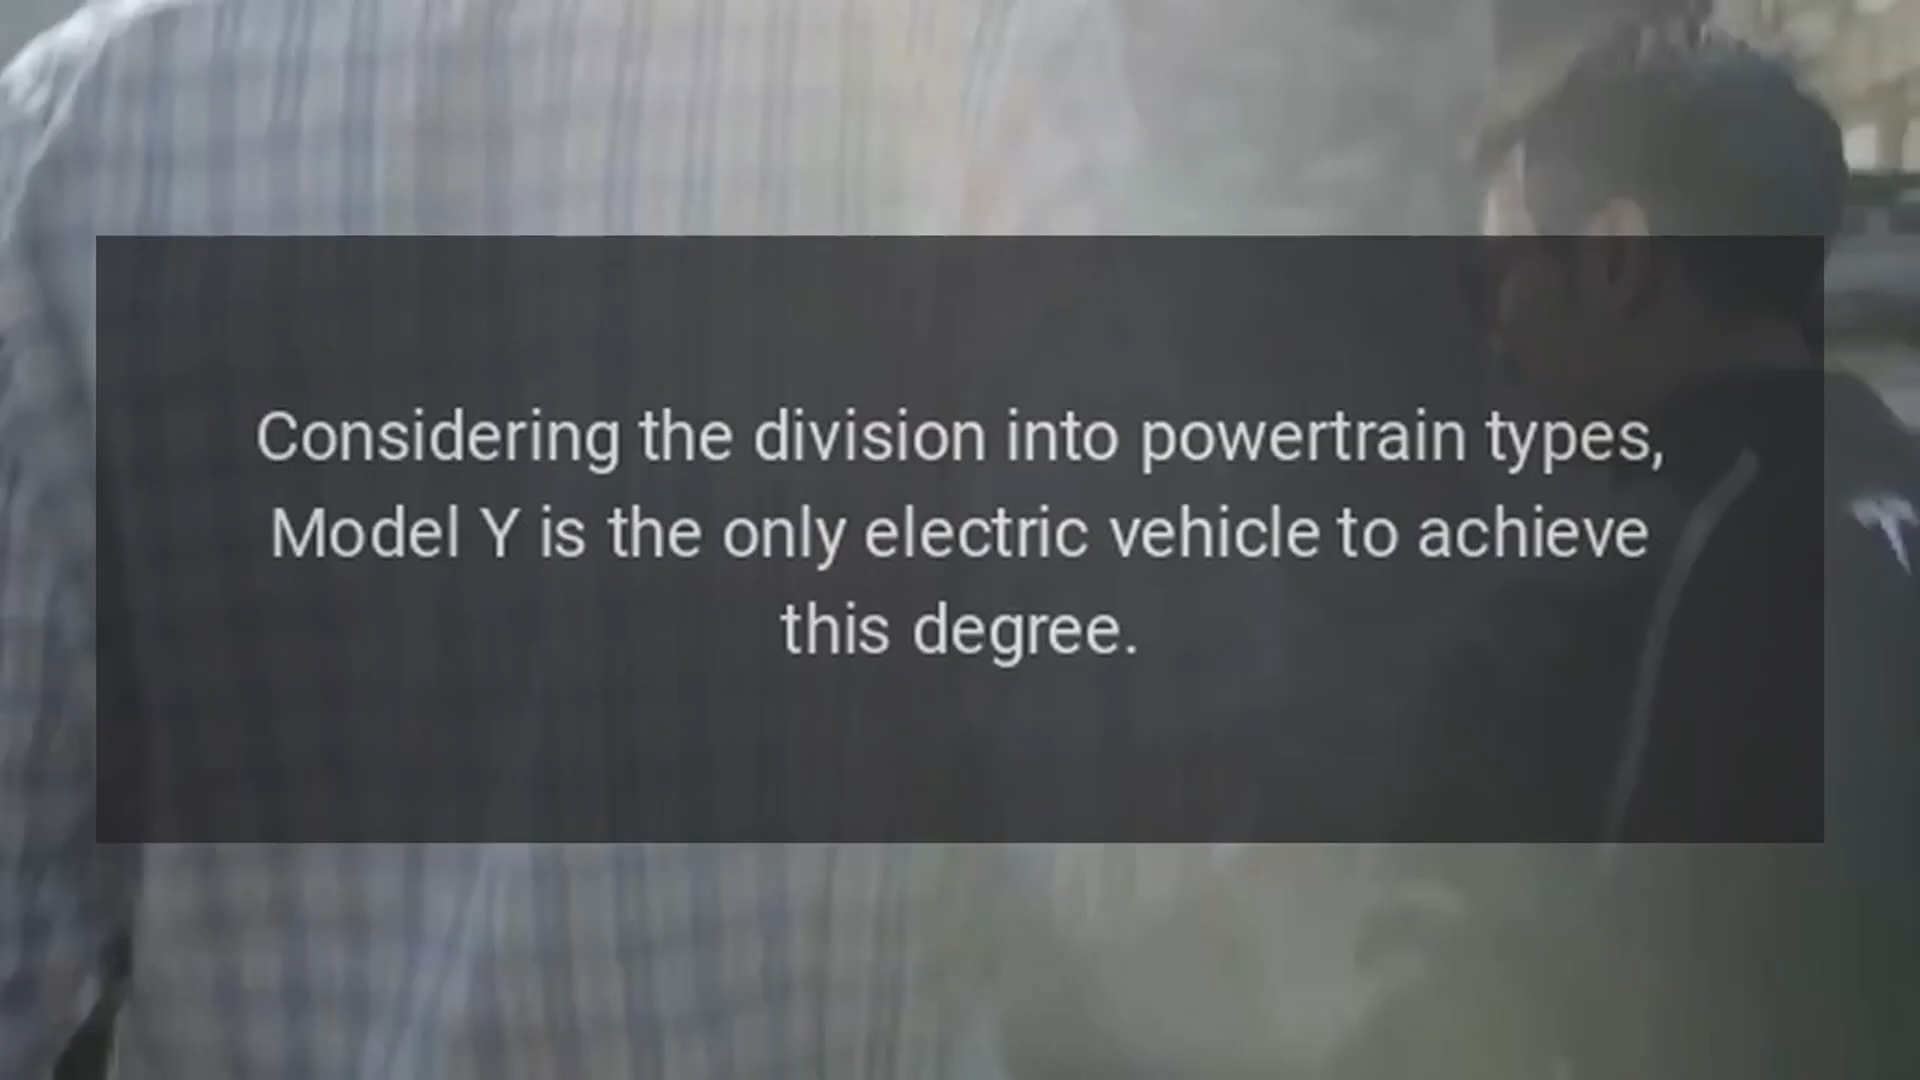 Considering the division into powertrain types,
Model Y is the only electric vehicle to achieve
this degree.